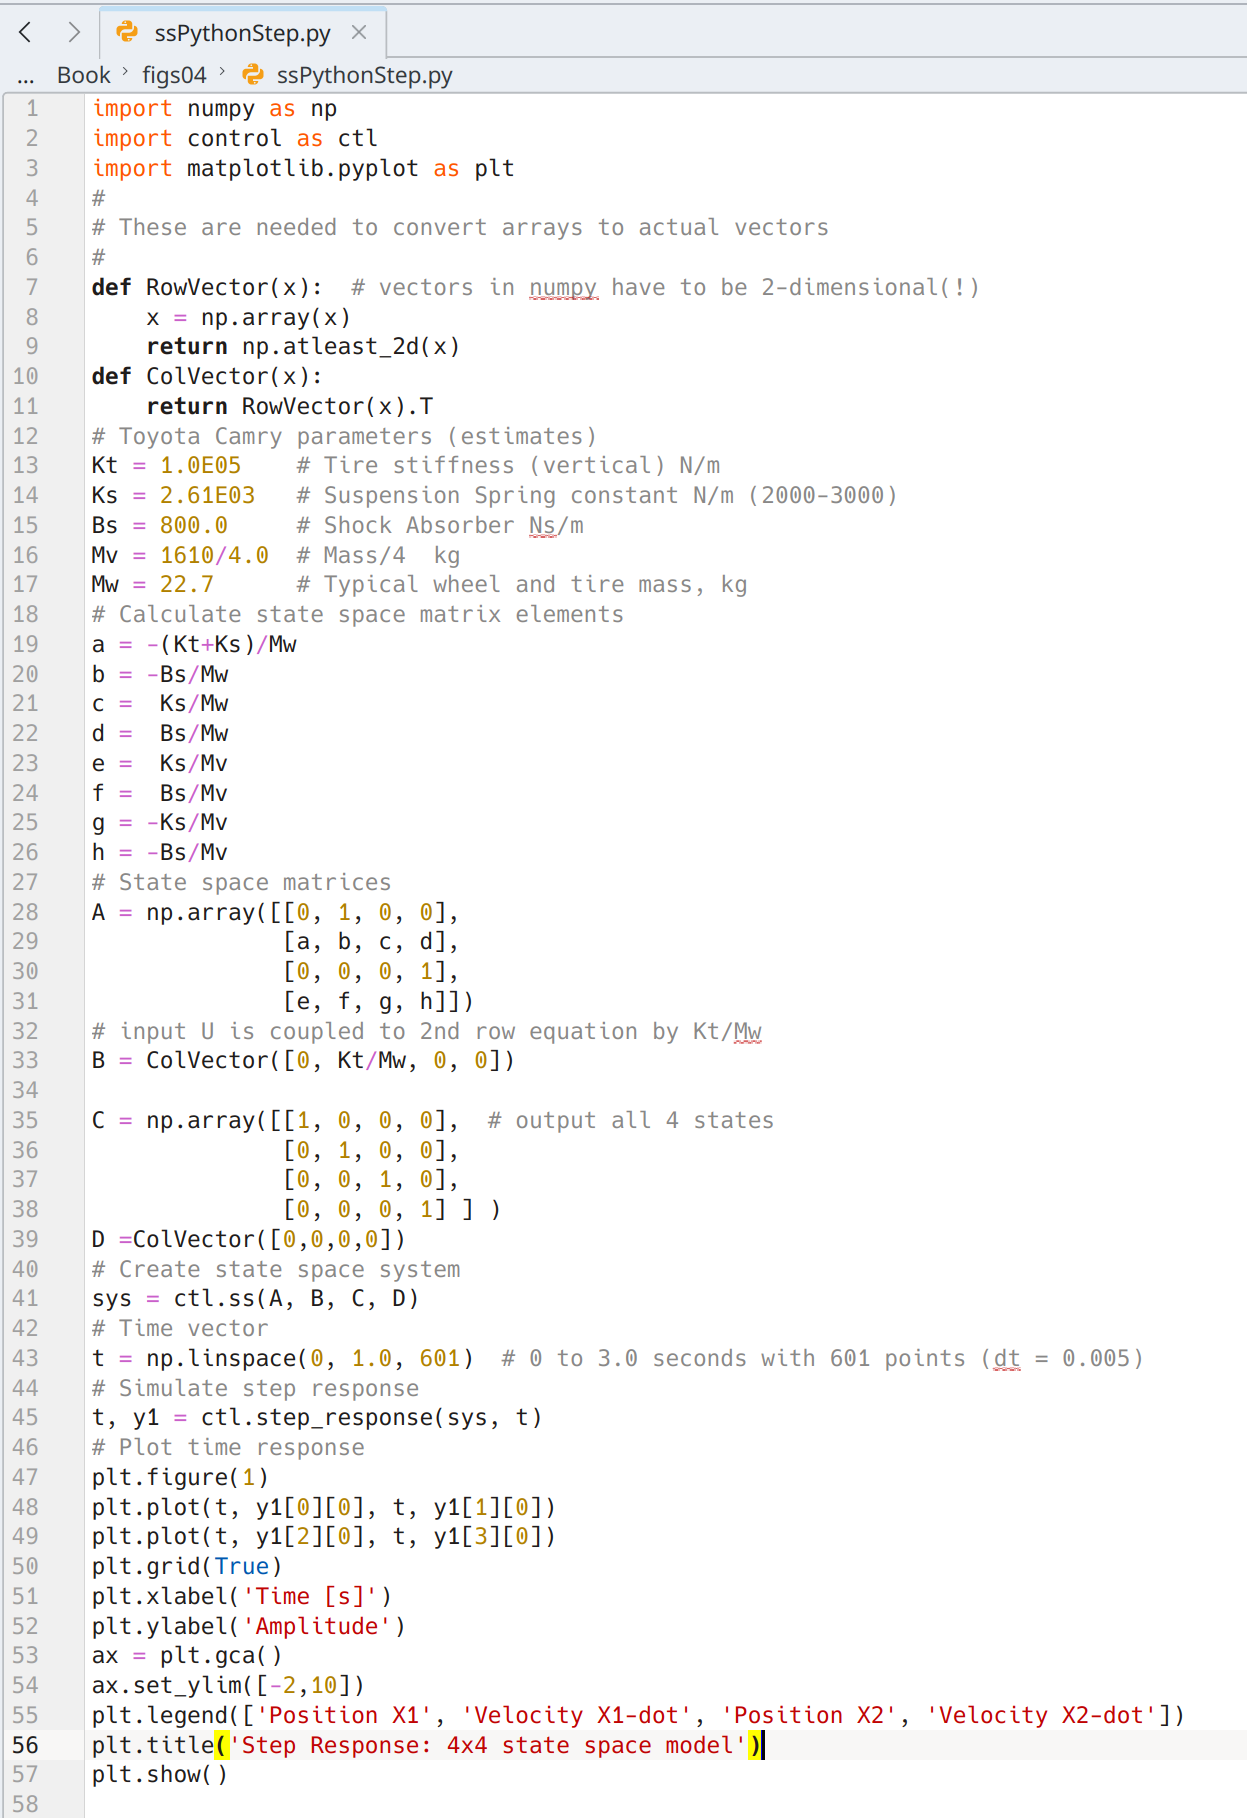 ssPythonStep.py
... Book > figs04 > ssPythonStep.py
1 import numpy as np
2 import control as ctl
3 import matplotlib.pyplot as plt
4 #
5 # These are needed to convert arrays to actual vectors
6 #
7 def RowVector(x):  # vectors in numpy have to be 2-dimensional(!)
8     x = np.array(x)
9     return np.atleast_2d(x)
10 def ColVector(x):
11     return RowVector(x).T
12 # Toyota Camry parameters (estimates)
13 Kt = 1.0E05    # Tire stiffness (vertical) N/m
14 Ks = 2.61E03   # Suspension Spring constant N/m (2000-3000)
15 Bs = 800.0     # Shock Absorber Ns/m
16 Mv = 1610/4.0  # Mass/4  kg
17 Mw = 22.7      # Typical wheel and tire mass, kg
18 # Calculate state space matrix elements
19 a = -(Kt+Ks)/Mw
20 b = -Bs/Mw
21 c =  Ks/Mw
22 d =  Bs/Mw
23 e =  Ks/Mv
24 f =  Bs/Mv
25 g = -Ks/Mv
26 h = -Bs/Mv
27 # State space matrices
28 A = np.array([[0, 1, 0, 0],
29               [a, b, c, d],
30               [0, 0, 0, 1],
31               [e, f, g, h]])
32 # input U is coupled to 2nd row equation by Kt/Mw
33 B = ColVector([0, Kt/Mw, 0, 0])
34
35 C = np.array([[1, 0, 0, 0],  # output all 4 states
36               [0, 1, 0, 0],
37               [0, 0, 1, 0],
38               [0, 0, 0, 1] ] )
39 D =ColVector([0,0,0,0])
40 # Create state space system
41 sys = ctl.ss(A, B, C, D)
42 # Time vector
43 t = np.linspace(0, 1.0, 601)  # 0 to 3.0 seconds with 601 points (dt = 0.005)
44 # Simulate step response
45 t, y1 = ctl.step_response(sys, t)
46 # Plot time response
47 plt.figure(1)
48 plt.plot(t, y1[0][0], t, y1[1][0])
49 plt.plot(t, y1[2][0], t, y1[3][0])
50 plt.grid(True)
51 plt.xlabel('Time [s]')
52 plt.ylabel('Amplitude')
53 ax = plt.gca()
54 ax.set_ylim([-2,10])
55 plt.legend(['Position X1', 'Velocity X1-dot', 'Position X2', 'Velocity X2-dot'])
56 plt.title('Step Response: 4x4 state space model')
57 plt.show()
58